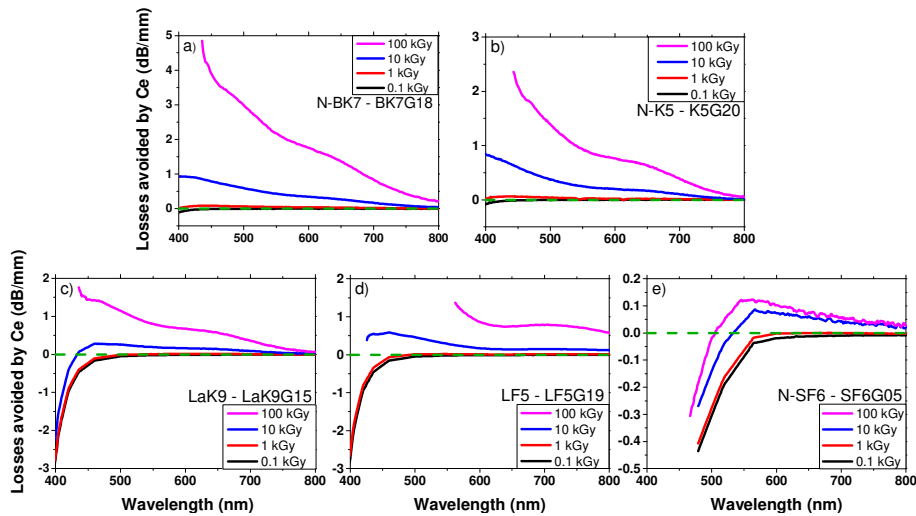 Losses avoided by Ce (dB/mm)
5
4
3
2
1
0
400 500 600 700 800
a)
100 kGy
10 kGy
1 kGy
0.1 kGy
N-BK7 - BK7G18
3
2
1
0
400 500 600 700 800
b)
100 kGy
10 kGy
1 kGy
0.1 kGy
N-K5 - K5G20
Losses avoided by Ce (dB/mm)
2
1
0
-1
-2
-3
400 500 600 700 800
c)
LaK9 - LaK9G15
100 kGy
10 kGy
1 kGy
0.1 kGy
Wavelength (nm)
2
1
0
-1
-2
-3
400 500 600 700 800
d)
LF5 - LF5G19
100 kGy
10 kGy
1 kGy
0.1 kGy
Wavelength (nm)
0.2
0.1
0.0
-0.1
-0.2
-0.3
-0.4
-0.5
400 500 600 700 800
e)
N-SF6 - SF6G05
100 kGy
10 kGy
1 kGy
0.1 kGy
Wavelength (nm)